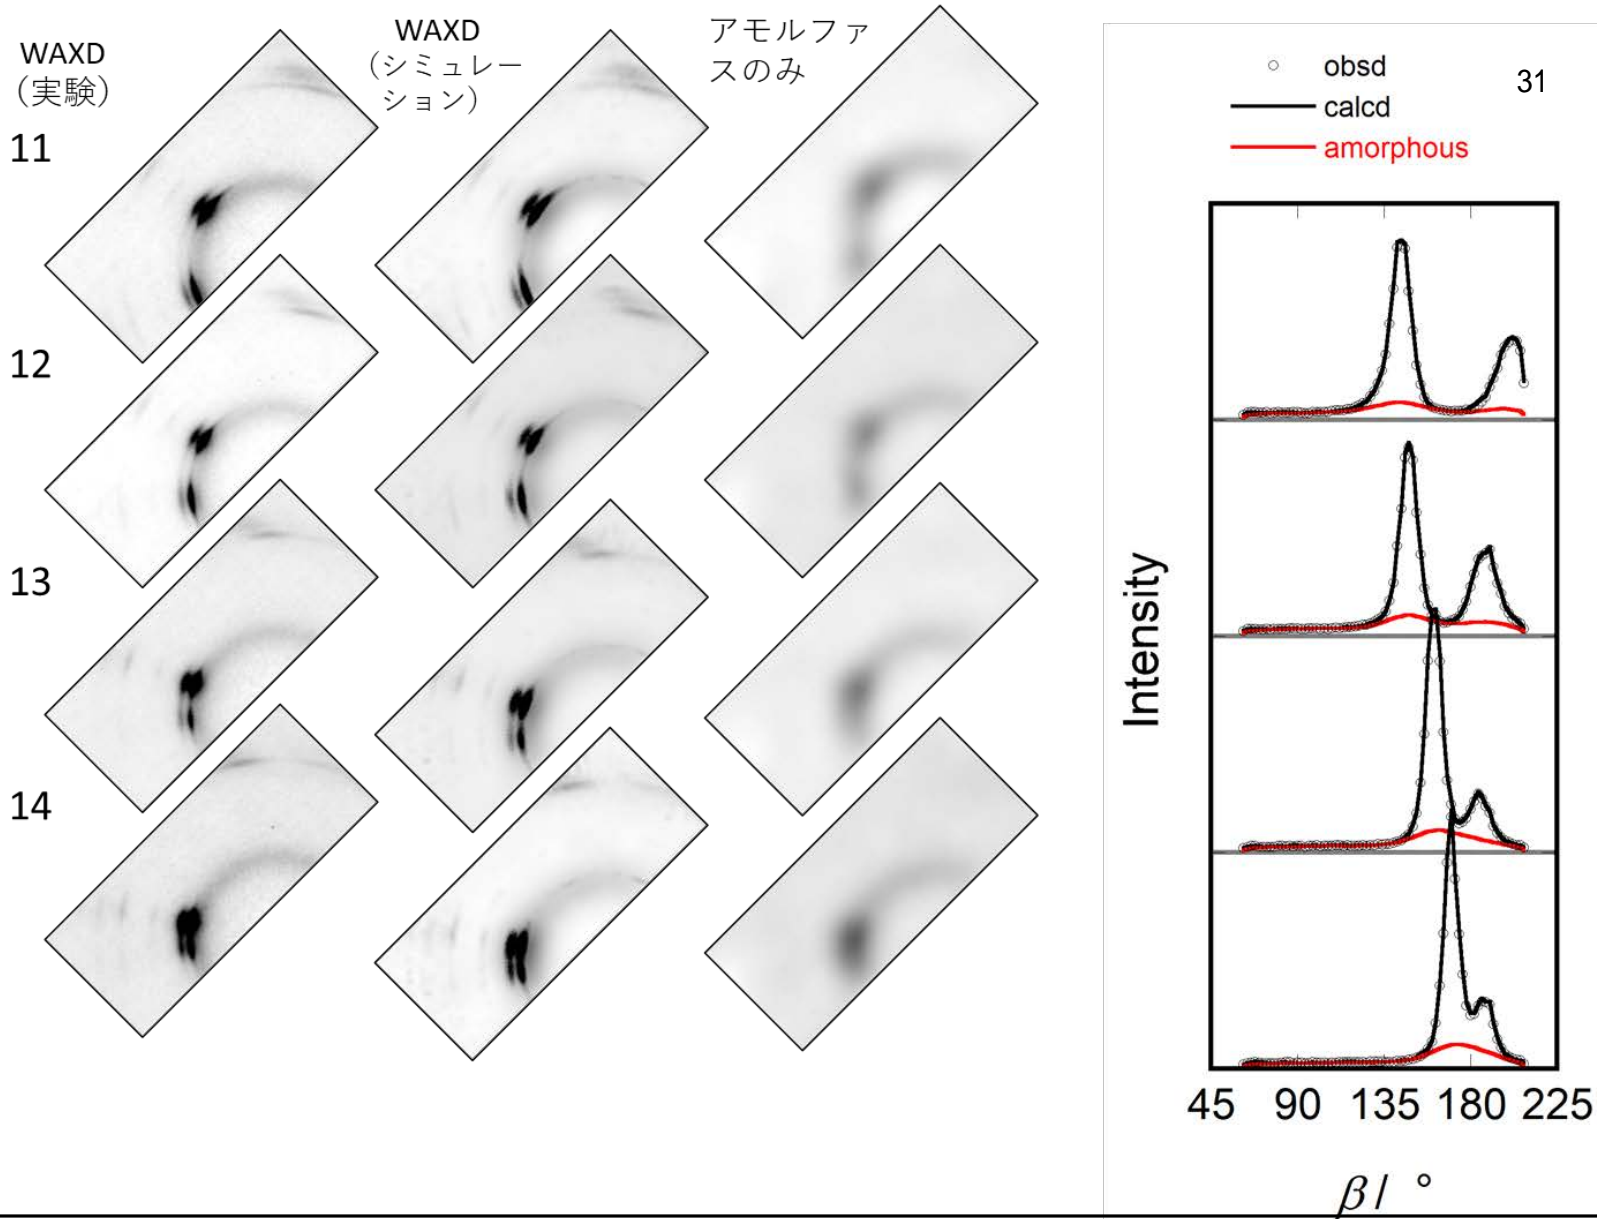 WAXD
（実験）
WAXD
（シミュレー
ション）
アモルファ
スのみ
11
12
13
14
obsd
calcd
amorphous
31
Intensity
45 90 135 180 225
β / °